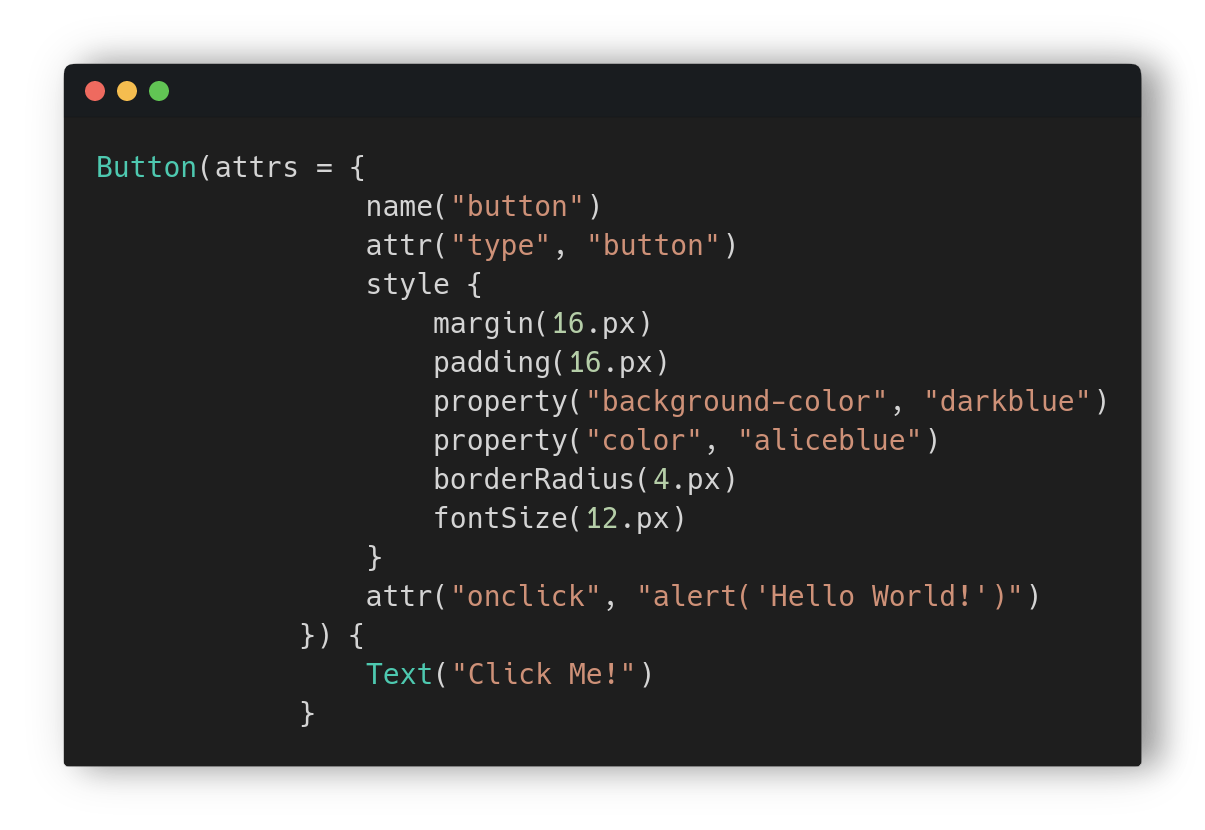 Button(attrs = {
                name("button")
                attr("type", "button")
                style {
                    margin(16.px)
                    padding(16.px)
                    property("background-color", "darkblue")
                    property("color", "aliceblue")
                    borderRadius(4.px)
                    fontSize(12.px)
                }
                attr("onclick", "alert('Hello World!')")
            }) {
                Text("Click Me!")
            }